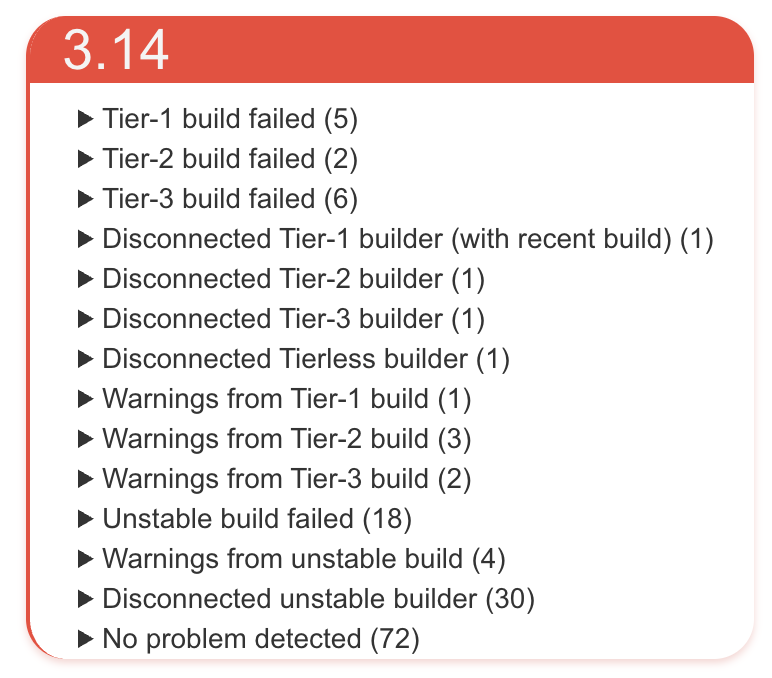 3.14
▶ Tier-1 build failed (5)
▶ Tier-2 build failed (2)
▶ Tier-3 build failed (6)
▶ Disconnected Tier-1 builder (with recent build) (1)
▶ Disconnected Tier-2 builder (1)
▶ Disconnected Tier-3 builder (1)
▶ Disconnected Tierless builder (1)
▶ Warnings from Tier-1 build (1)
▶ Warnings from Tier-2 build (3)
▶ Warnings from Tier-3 build (2)
▶ Unstable build failed (18)
▶ Warnings from unstable build (4)
▶ Disconnected unstable builder (30)
▶ No problem detected (72)